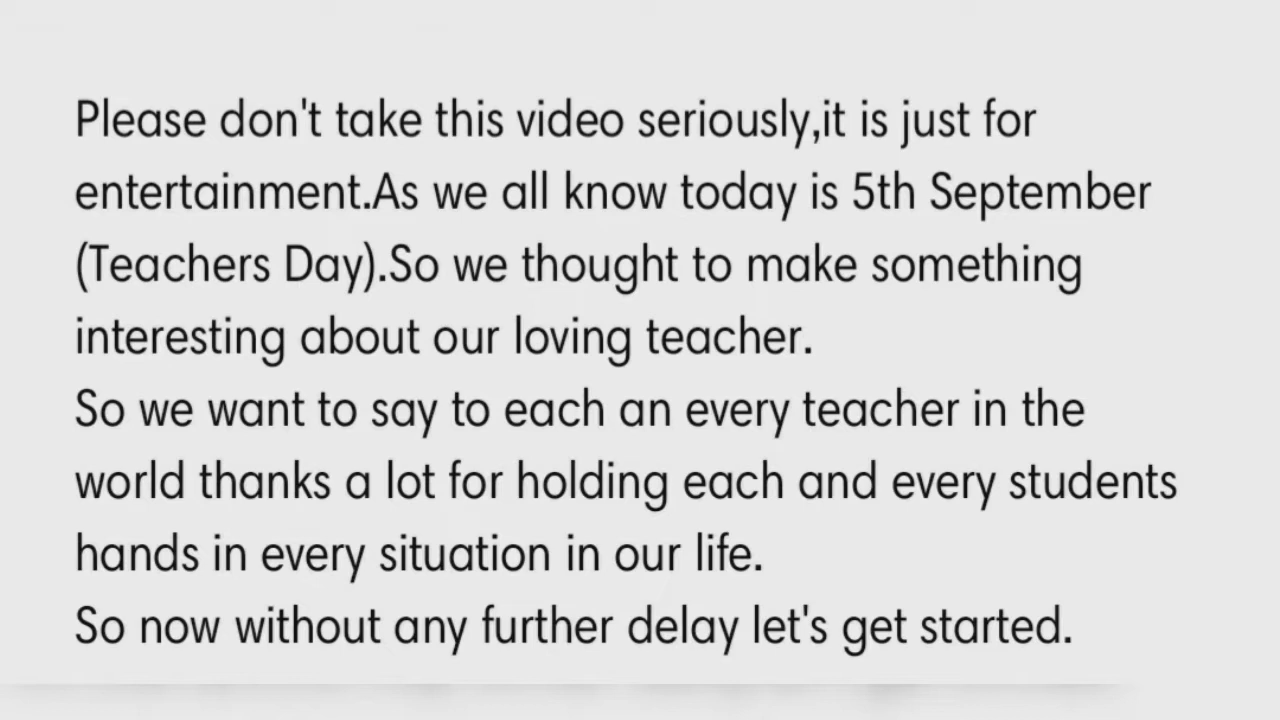 Please don't take this video seriously,it is just for
entertainment.As we all know today is 5th September
(Teachers Day).So we thought to make something
interesting about our loving teacher.
So we want to say to each an every teacher in the
world thanks a lot for holding each and every students
hands in every situation in our life.
So now without any further delay let's get started.